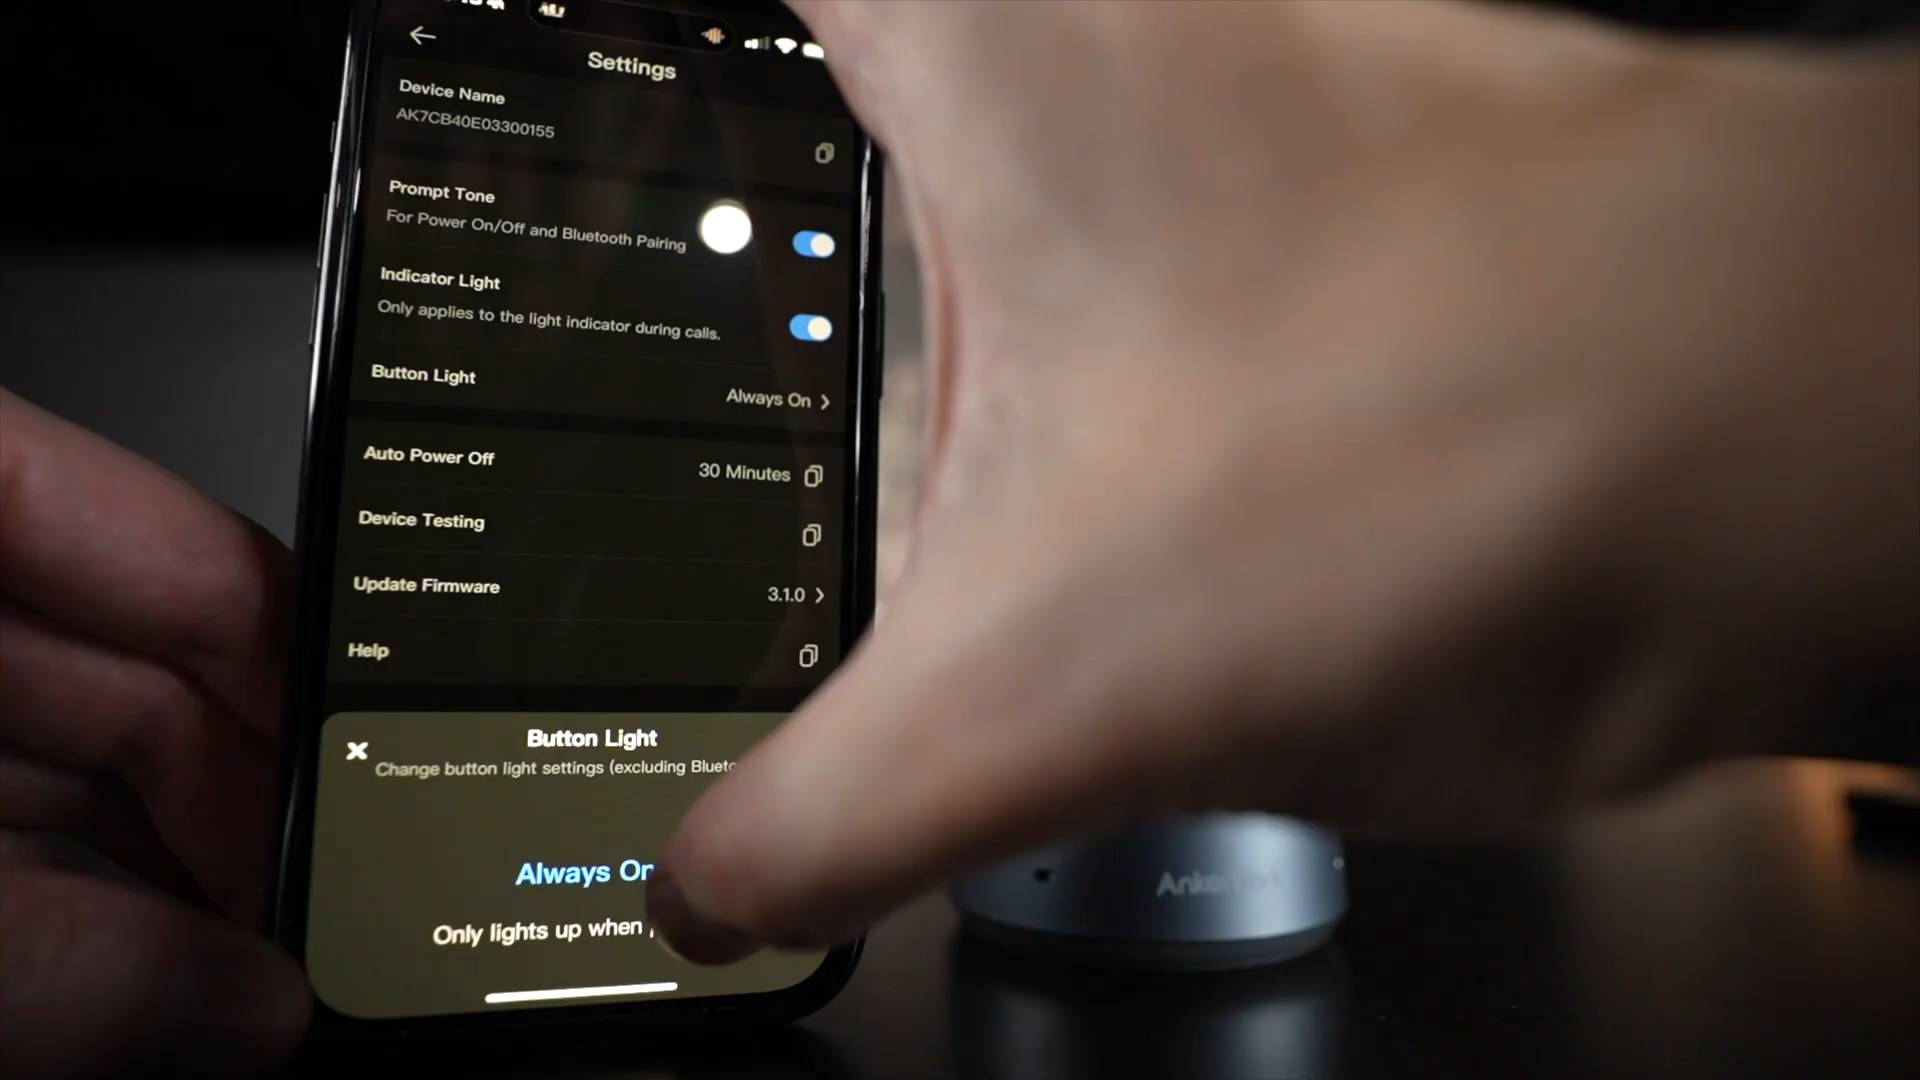 Settings
Device Name
AK7CB40E03300155
Prompt Tone
For Power On/Off and Bluetooth Pairing
Indicator Light
Only applies to the light indicator during calls.
Button Light
Always On
Auto Power Off
30 Minutes
Device Testing
Update Firmware
3.1.0
Help
Button Light
Change button light settings (excluding
Always On
Only lights up when